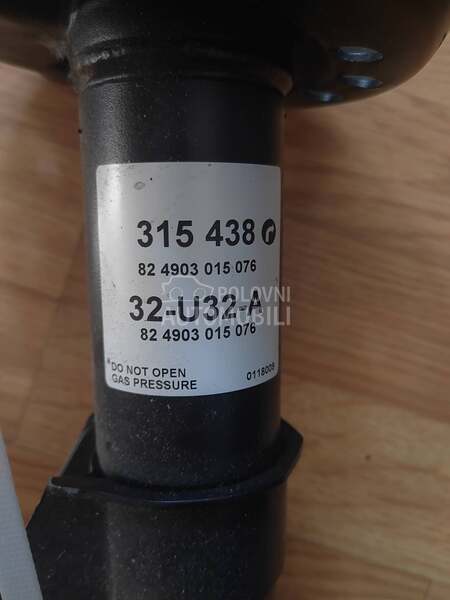 315 438 r
82 4903 015 076
32-U32-A
82 4903 015 076
POLOVNI
AUTOMOBILI
*DO NOT OPEN
GAS PRESSURE
0118009